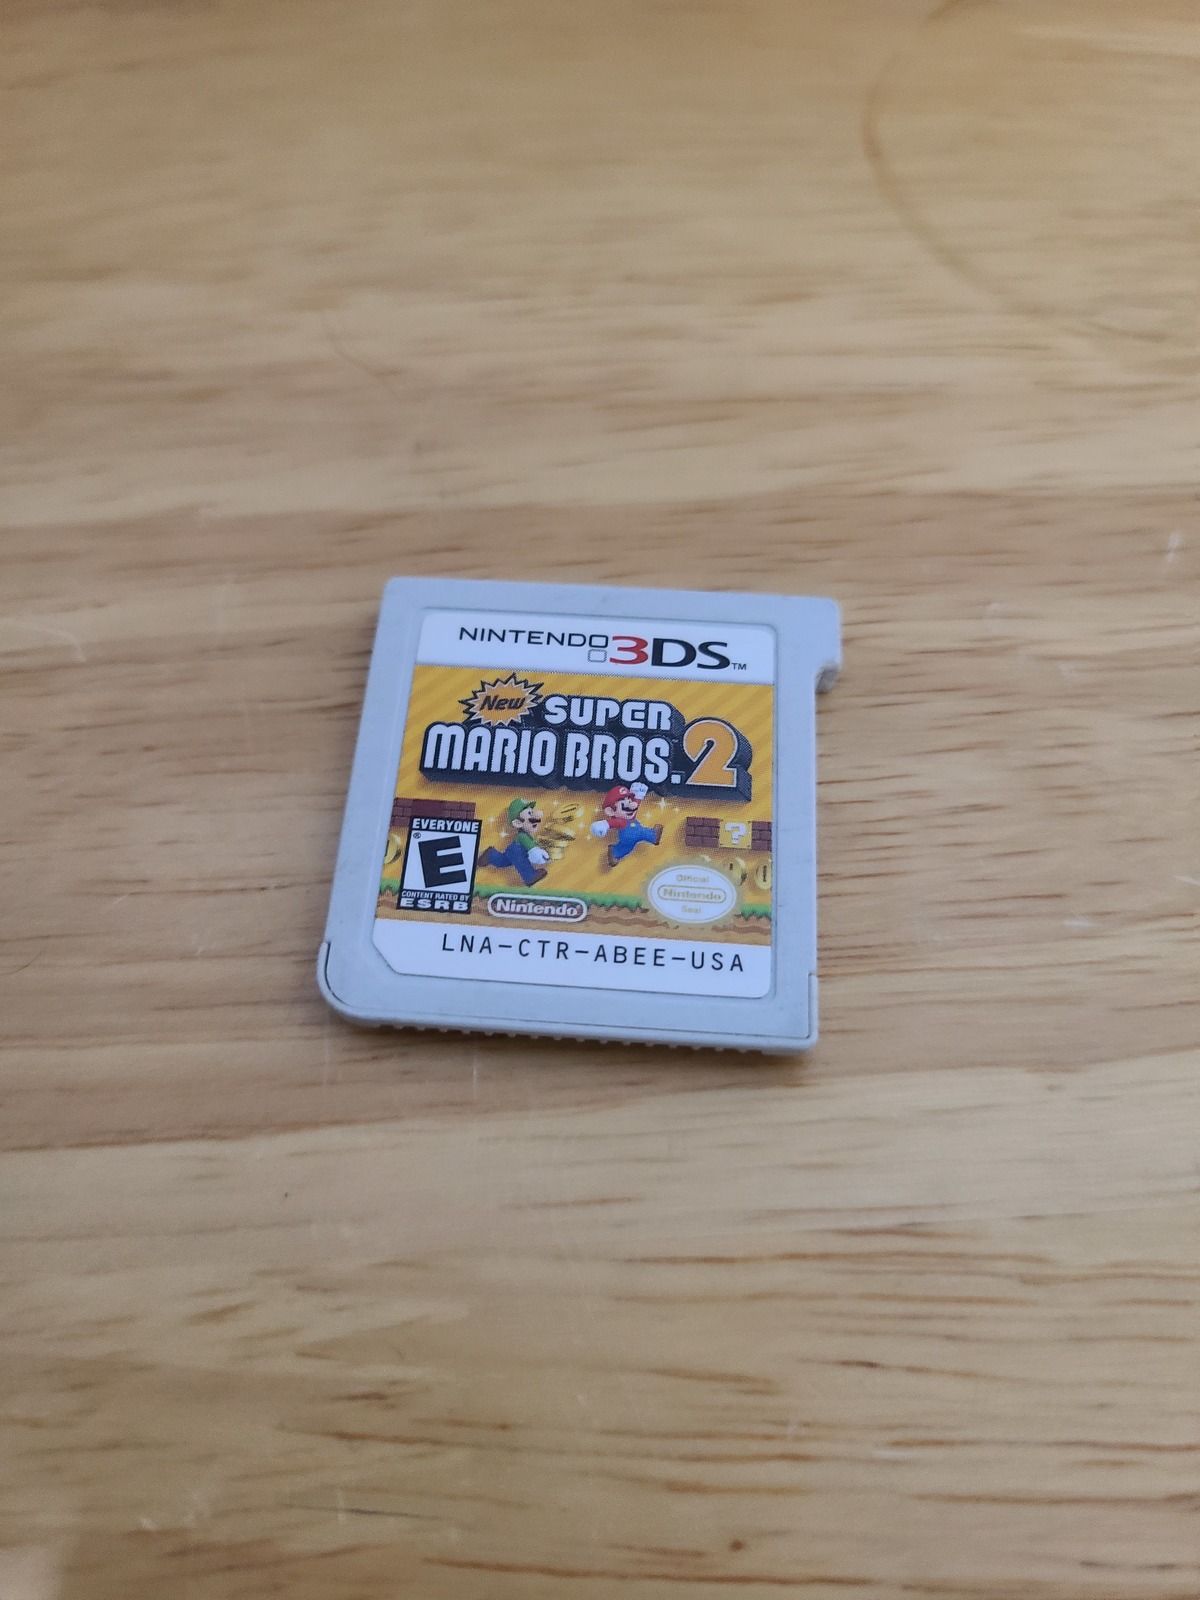 NINTENDO 3DS™
New SUPER
MARIO BROS. 2
EVERYONE
E
®
CONTENT RATED BY
ESRB
?
Nintendo®
Official
Nintendo
Seal
LNA-CTR-ABEE-USA